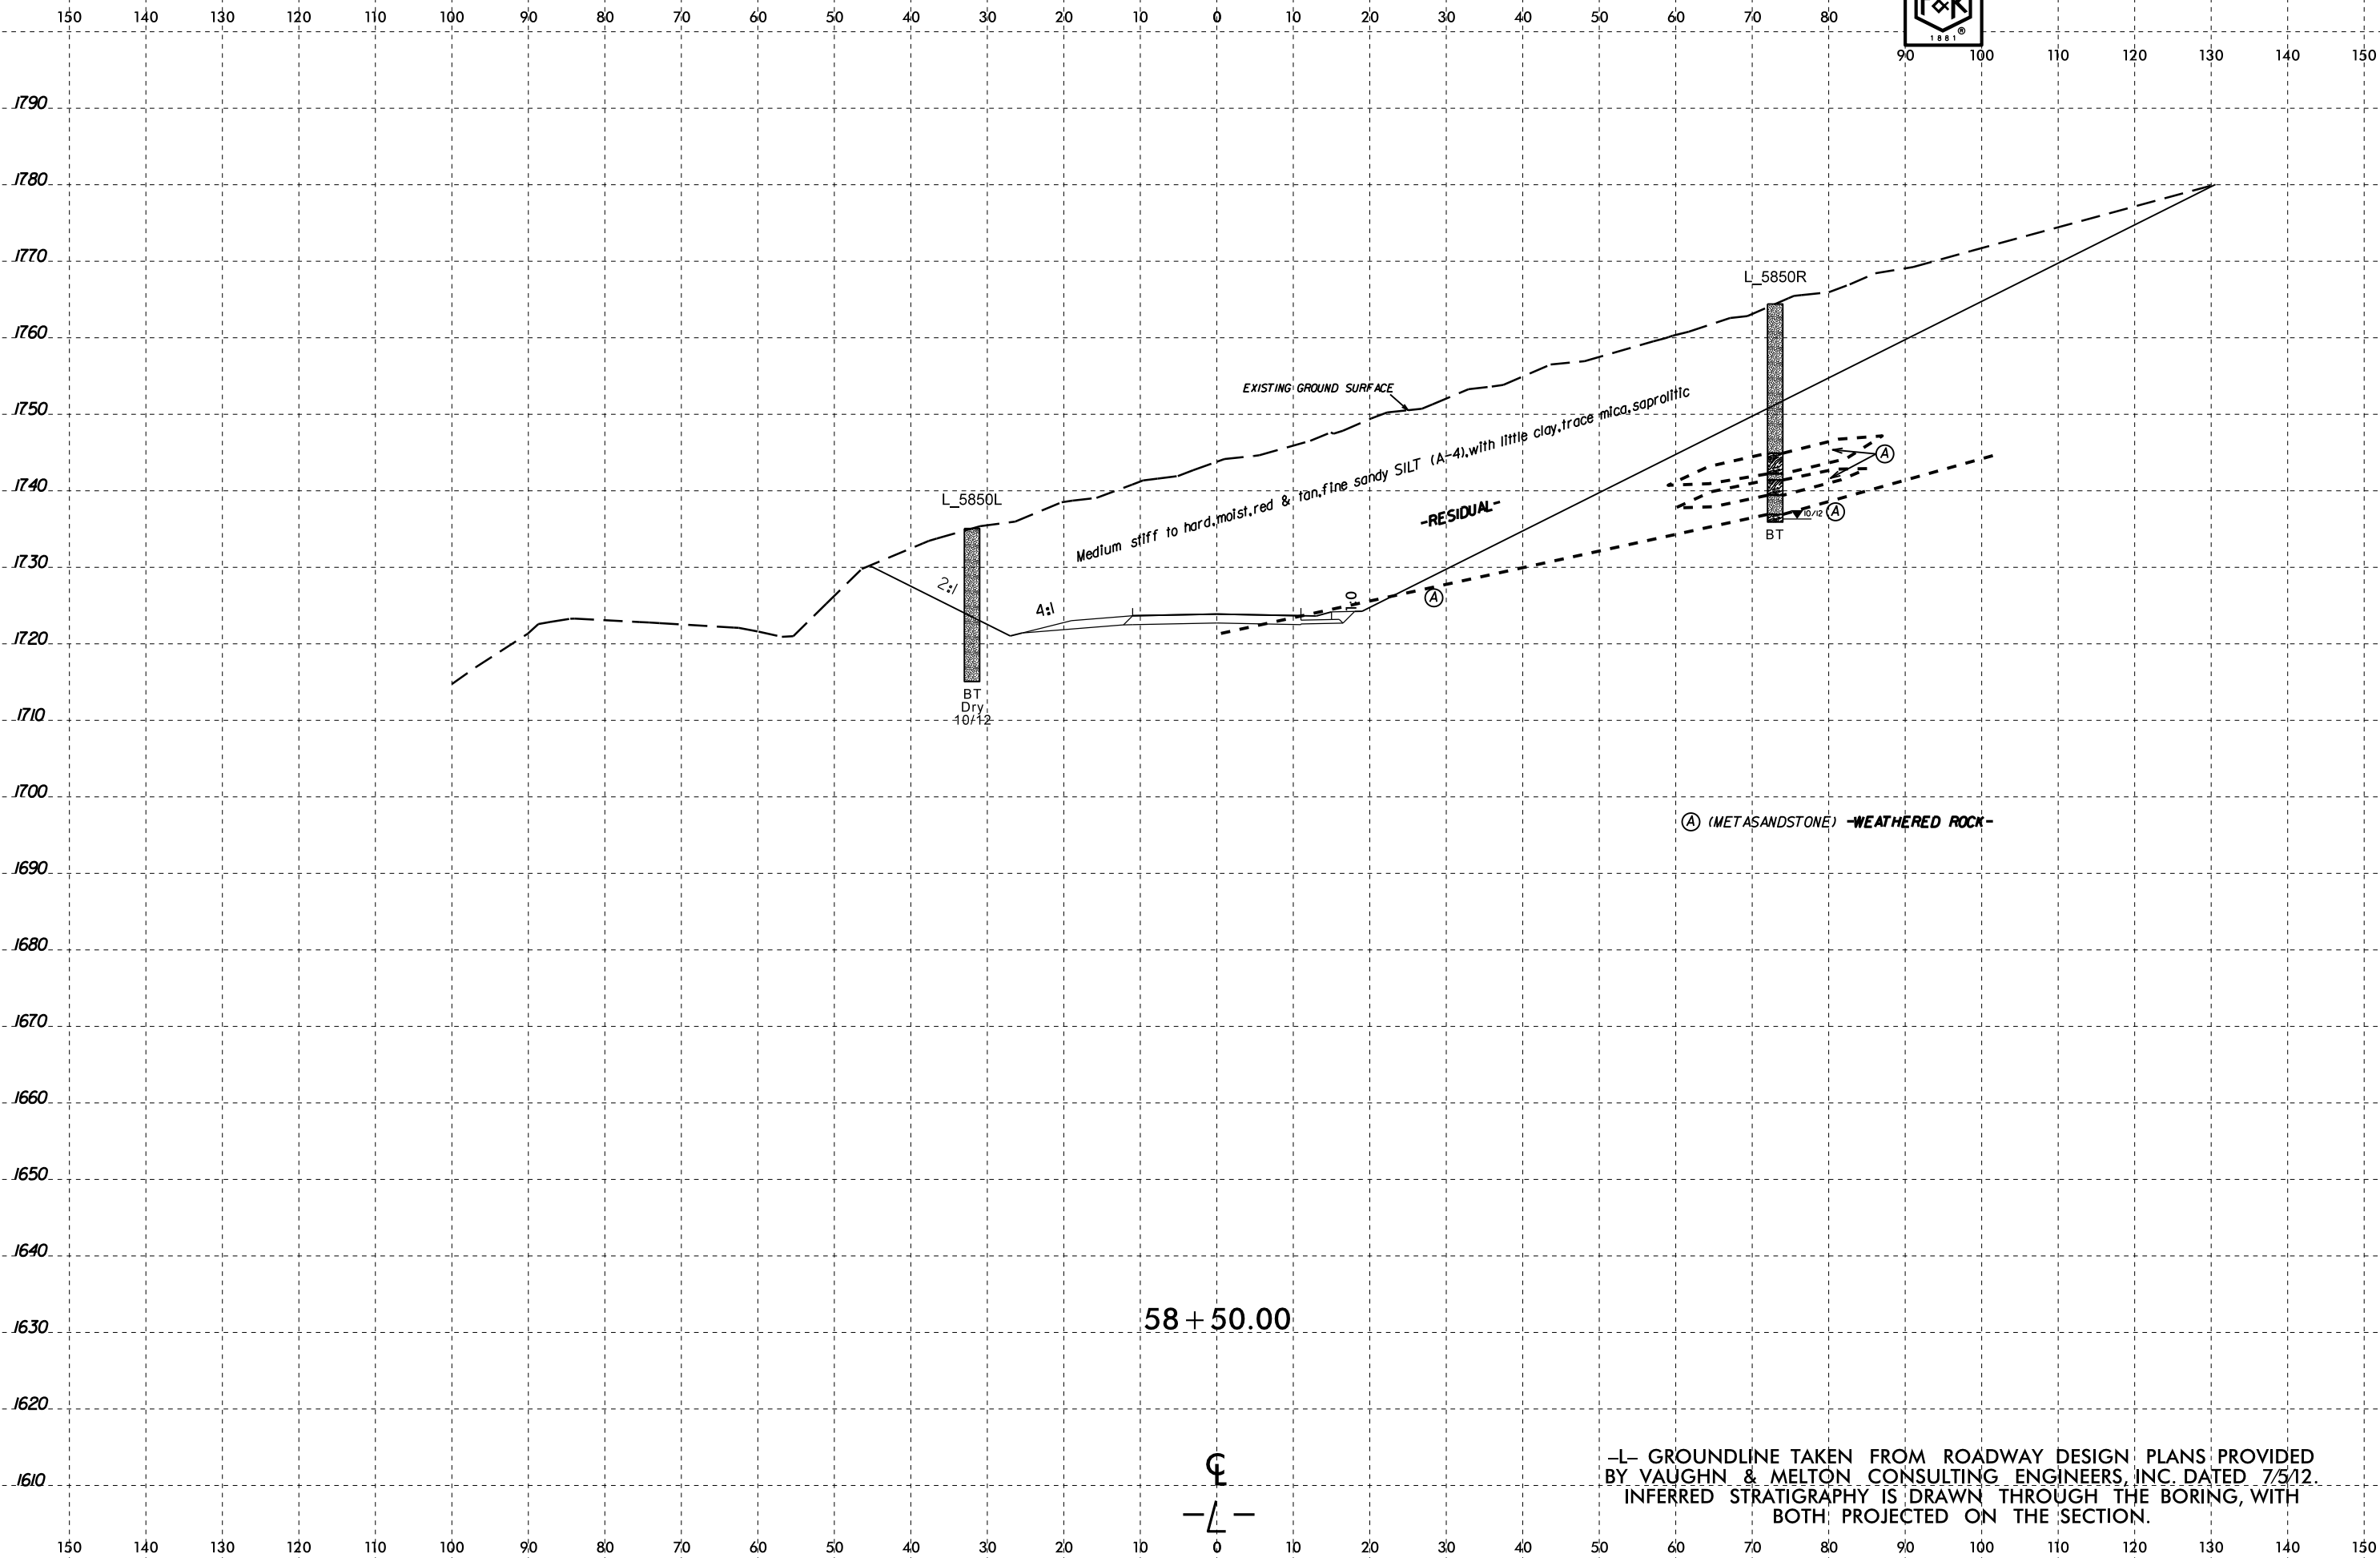 150 140 130 120 110 100 90 80 70 60 50 40 30 20 10 0 10 20 30 40 50 60 70 80
1881 ®
90 100 110 120 130 140 150
1790
1780
1770
L_5850R
1760
EXISTING GROUND SURFACE
1750
Medium stiff to hard, moist, red & tan, fine sandy SILT (A-4), with little clay, trace mica, saprolitic
A
1740
L_5850L
-RESIDUAL-
10/12 A
BT
1730
2:1
4:1
A
1720
BT
Dry
10/12
1710
1700
A (METASANDSTONE) -WEATHERED ROCK-
1690
1680
1670
1660
1650
1640
1630
58+50.00
1620
1610
℄
-L-
-L- GROUNDLINE TAKEN FROM ROADWAY DESIGN PLANS PROVIDED
BY VAUGHN & MELTON CONSULTING ENGINEERS, INC. DATED 7/5/12.
INFERRED STRATIGRAPHY IS DRAWN THROUGH THE BORING, WITH
BOTH PROJECTED ON THE SECTION.
150 140 130 120 110 100 90 80 70 60 50 40 30 20 10 0 10 20 30 40 50 60 70 80 90 100 110 120 130 140 150